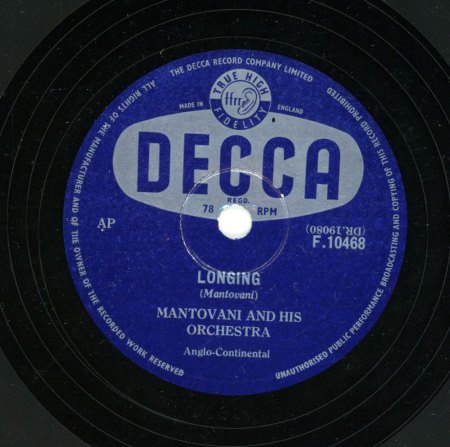 ALL RIGHTS OF THE MANUFACTURER AND OF THE OWNER OF THE RECORDED WORK RESERVED
THE DECCA RECORD COMPANY LIMITED
UNAUTHORISED PUBLIC PERFORMANCE BROADCASTING AND COPYING OF THIS RECORD PROHIBITED
TRUE HIGH
ffrr
FIDELITY
MADE IN ENGLAND
DECCA
REGD.
78 RPM
AP
(DR.19080)
F.10468
LONGING
(Mantovani)
MANTOVANI AND HIS
ORCHESTRA
Anglo-Continental